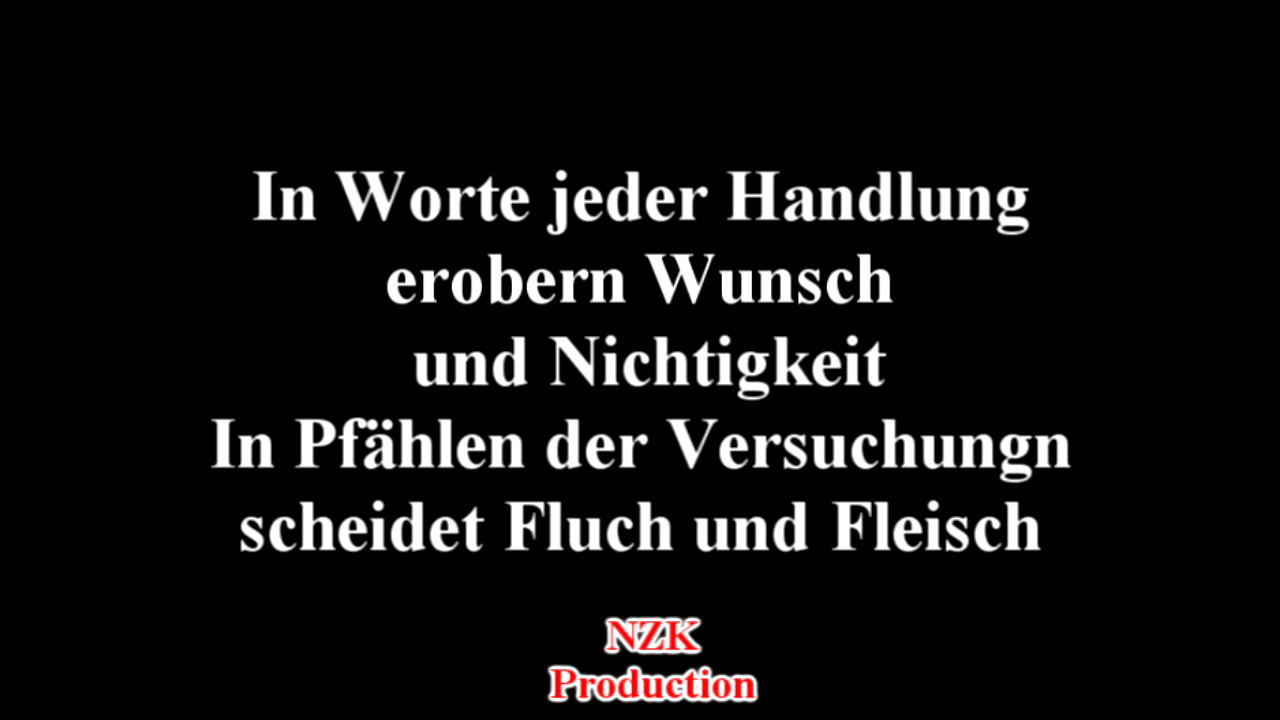 In Worte jeder Handlung
erobern Wunsch
und Nichtigkeit
In Pfählen der Versuchungn
scheidet Fluch und Fleisch
NZK
Production